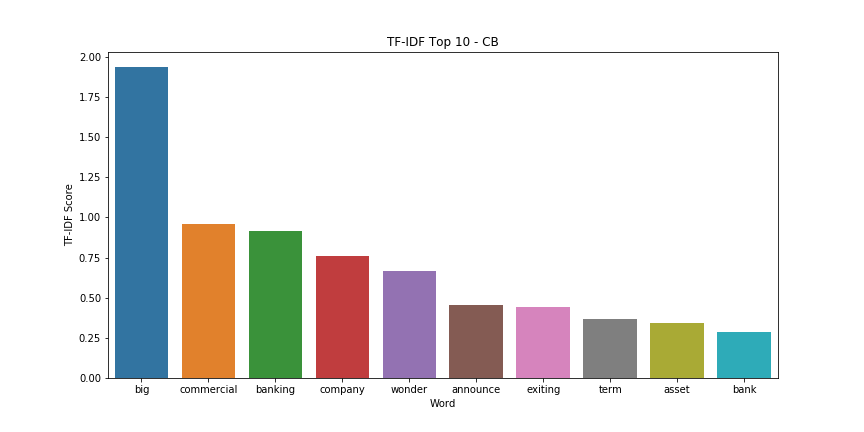 TF-IDF Top 10 - CB
2.00
1.75
1.50
1.25
1.00
0.75
0.50
0.25
0.00
TF-IDF Score
big commercial banking company wonder announce exiting term asset bank
Word